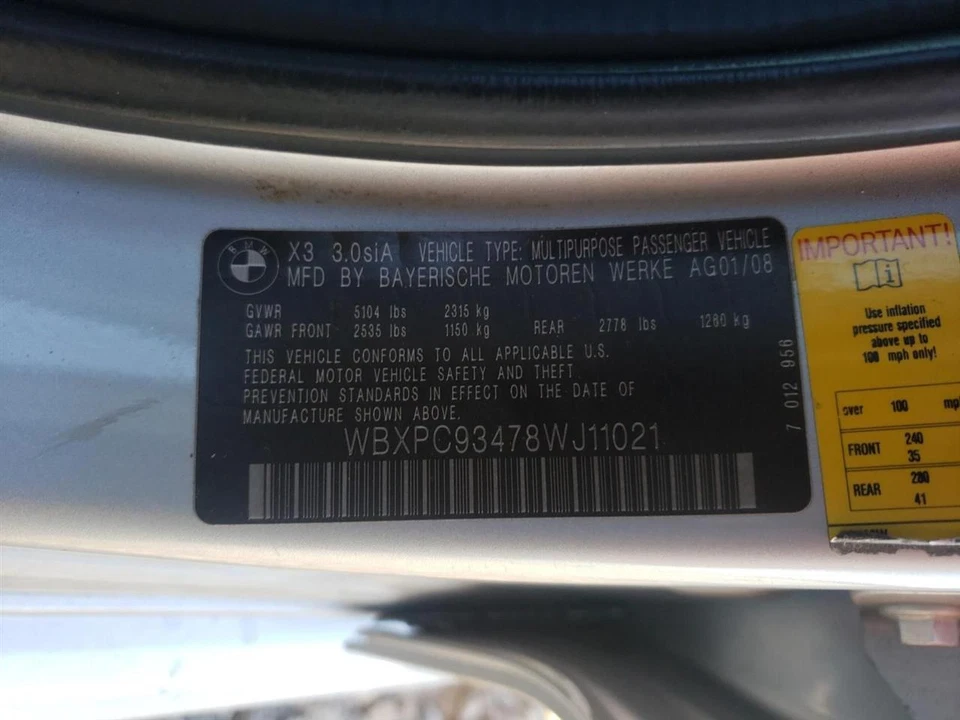 BMW
X3 3.0siA VEHICLE TYPE: MULTIPURPOSE PASSENGER VEHICLE
MFD BY BAYERISCHE MOTOREN WERKE AG01/08
GVWR 5104 lbs 2315 kg
GAWR FRONT 2535 lbs 1150 kg REAR 2778 lbs 1260 kg
THIS VEHICLE CONFORMS TO ALL APPLICABLE U.S.
FEDERAL MOTOR VEHICLE SAFETY AND THEFT
PREVENTION STANDARDS IN EFFECT ON THE DATE OF
MANUFACTURE SHOWN ABOVE.
WBXPC93478WJ11021
7 012 956
IMPORTANT!
Use inflation
pressure specified
above up to
100 mph only!
over 100 mp
FRONT 240
35
REAR 280
41